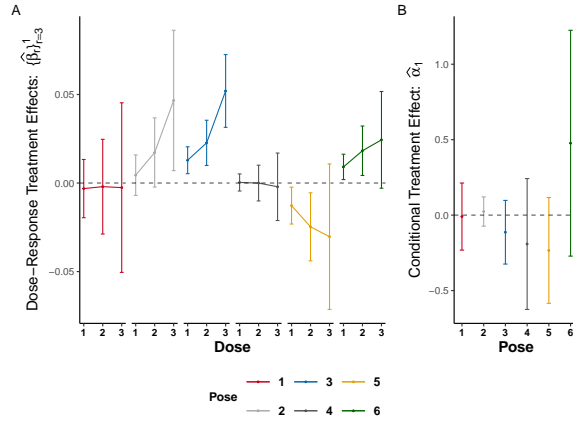 A
B
Dose−Response Treatment Effects: {β̂r}¹r=3
0.05
0.00
−0.05
1 2 3 1 2 3 1 2 3 1 2 3 1 2 3 1 2 3
Dose
Conditional Treatment Effect: α̂1
1.0
0.5
0.0
−0.5
1 2 3 4 5 6
Pose
Pose
1 3 5
2 4 6